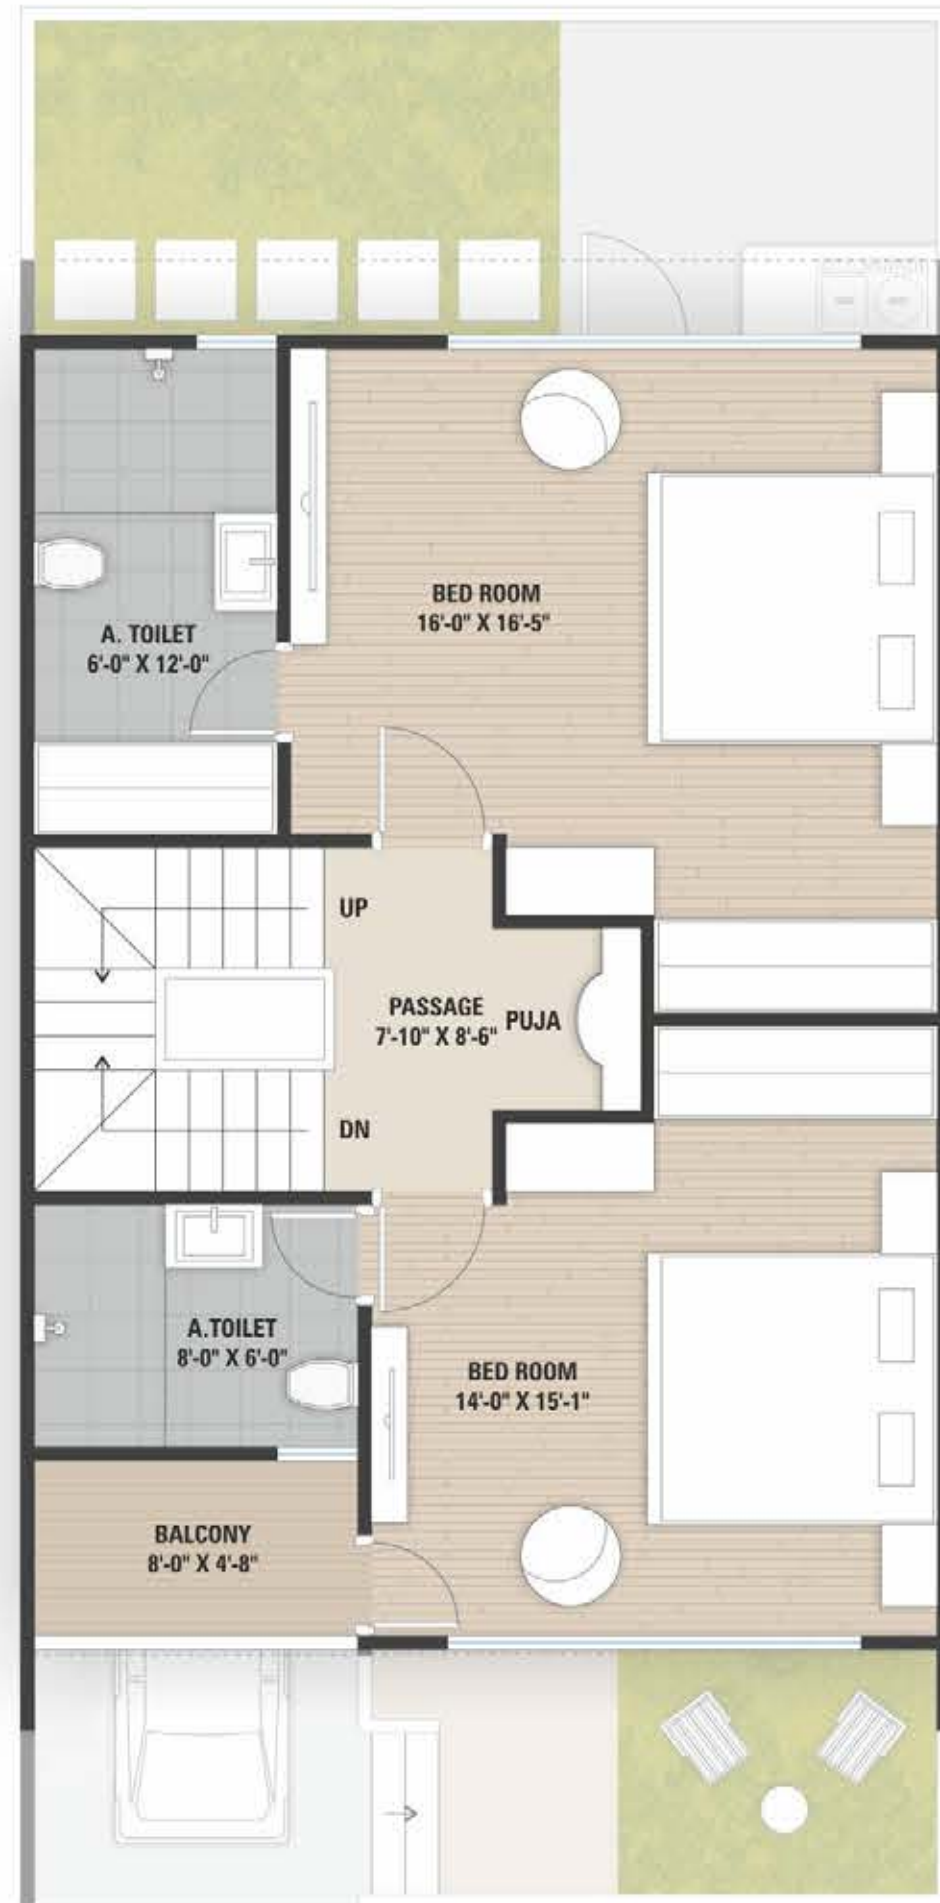 BED ROOM
16'-0" X 16'-5"
A. TOILET
6'-0" X 12'-0"
UP
PASSAGE
7'-10" X 8'-6"
PUJA
DN
A.TOILET
8'-0" X 6'-0"
BED ROOM
14'-0" X 15'-1"
BALCONY
8'-0" X 4'-8"